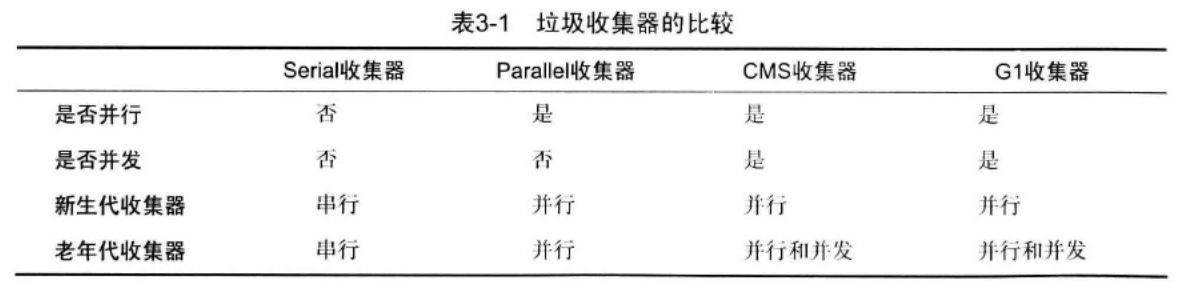 表3-1 垃圾收集器的比较
Serial收集器 Parallel收集器 CMS收集器 G1收集器
是否并行 否 是 是 是
是否并发 否 否 是 是
新生代收集器 串行 并行 并行 并行
老年代收集器 串行 并行 并行和并发 并行和并发